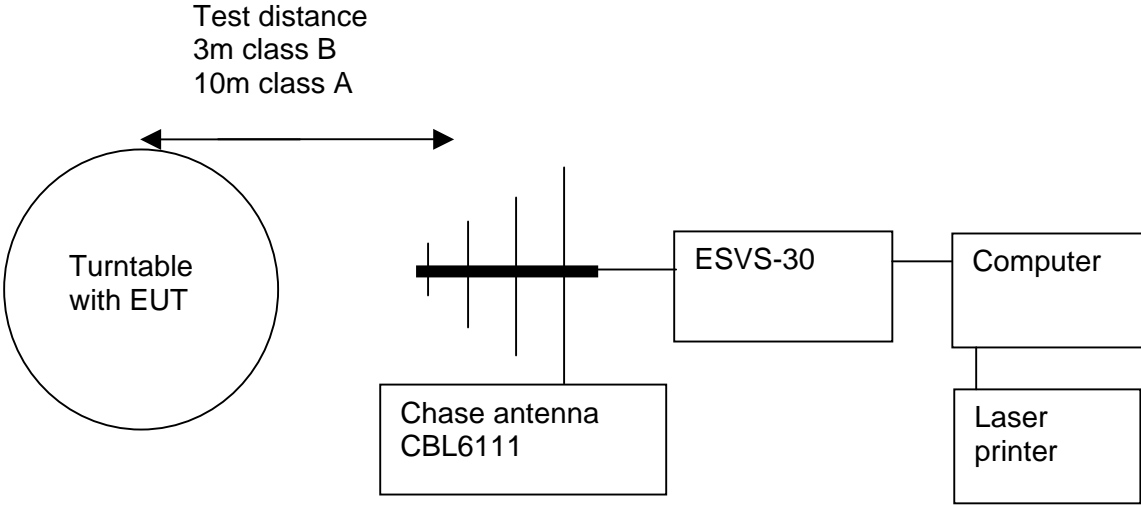 Test distance
3m class B
10m class A
Turntable
with EUT
ESVS-30
Computer
Chase antenna
CBL6111
Laser
printer